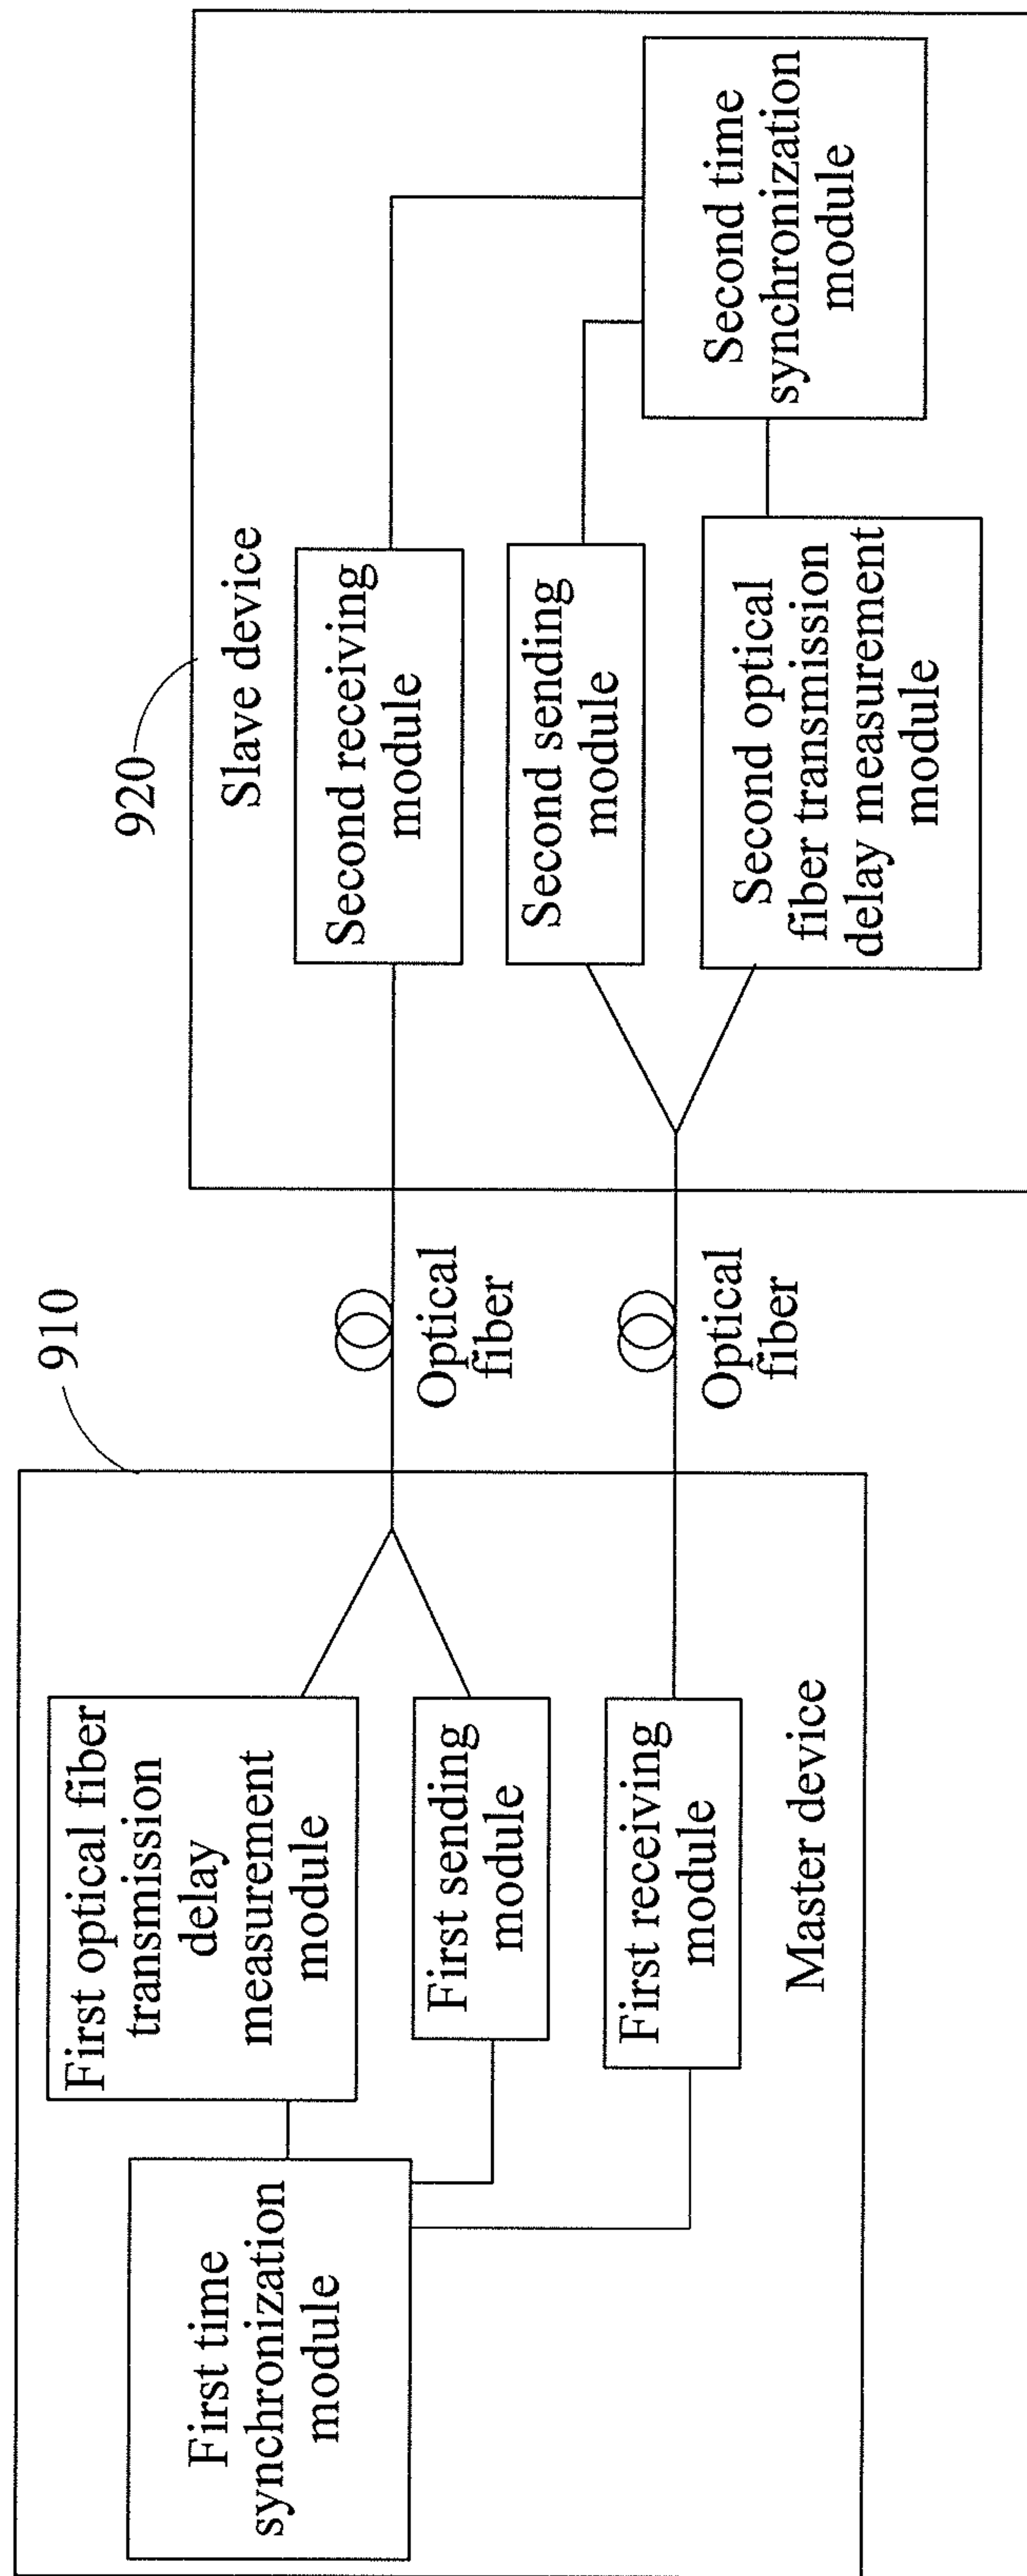 910
First time
synchronization
module
First optical fiber
transmission
delay
measurement
module
First sending
module
First receiving
module
Master device
Optical
fiber
Optical
fiber
920
Slave device
Second receiving
module
Second sending
module
Second optical
fiber transmission
delay measurement
module
Second time
synchronization
module